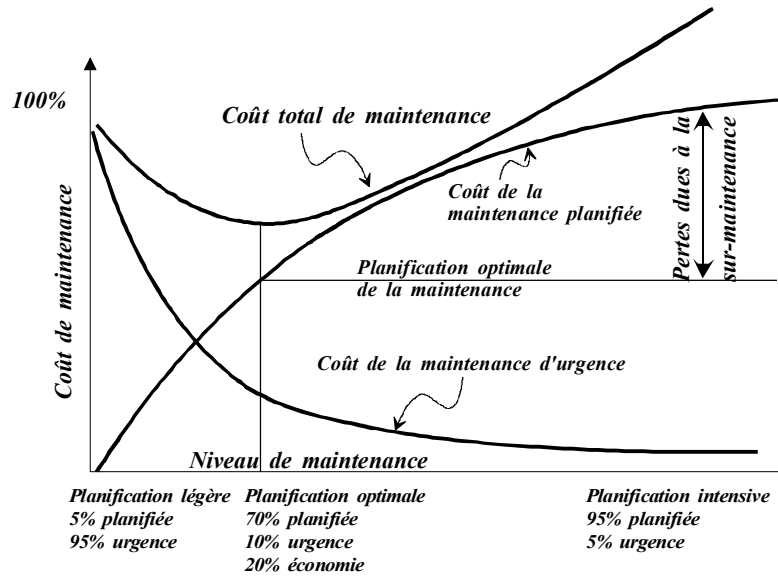 100%
Coût total de maintenance
Coût de la
maintenance planifiée
Pertes dues à la
sur-maintenance
Coût de maintenance
Planification optimale
de la maintenance
Coût de la maintenance d'urgence
Niveau de maintenance
Planification légère
5% planifiée
95% urgence
Planification optimale
70% planifiée
10% urgence
20% économie
Planification intensive
95% planifiée
5% urgence